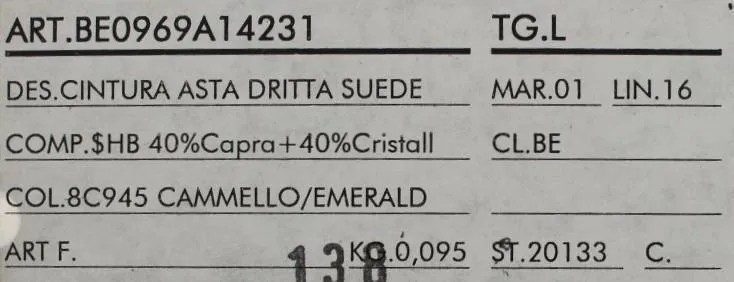 ART.BE0969A14231 TG.L
DES.CINTURA ASTA DRITTA SUEDE MAR.01 LIN.16
COMP.$HB 40%Capra+40%Cristall CL.BE
COL.8C945 CAMMELLO/EMERALD
ART F. KG.0,095 ST.20133 C.
138